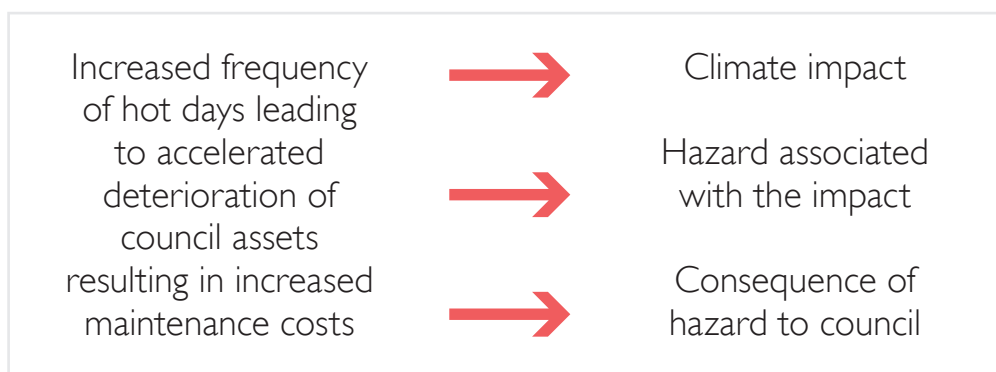 Increased frequency
of hot days leading
to accelerated
deterioration of
council assets
resulting in increased
maintenance costs
Climate impact
Hazard associated
with the impact
Consequence of
hazard to council